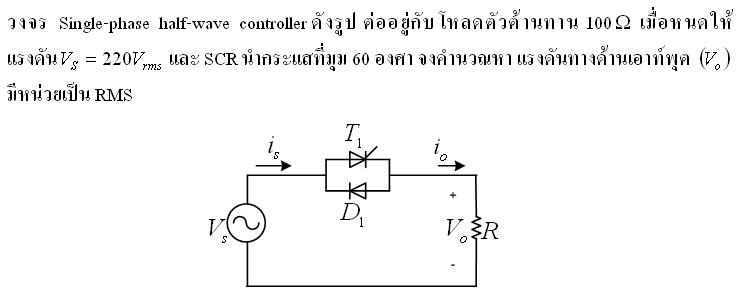 วงจร Single-phase half-wave controller ดังรูป ต่ออยู่กับ โหลดตัวต้านทาน 100 Ω เมื่อหนดให้
แรงดัน V_S = 220V_rms และ SCR นำกระแสที่มุม 60 องศา จงคำนวณหา แรงดันทางด้านเอาท์พุต (V_o)
มีหน่วยเป็น RMS
T_1
i_s
i_o
D_1
+
V_s
V_o
R
-